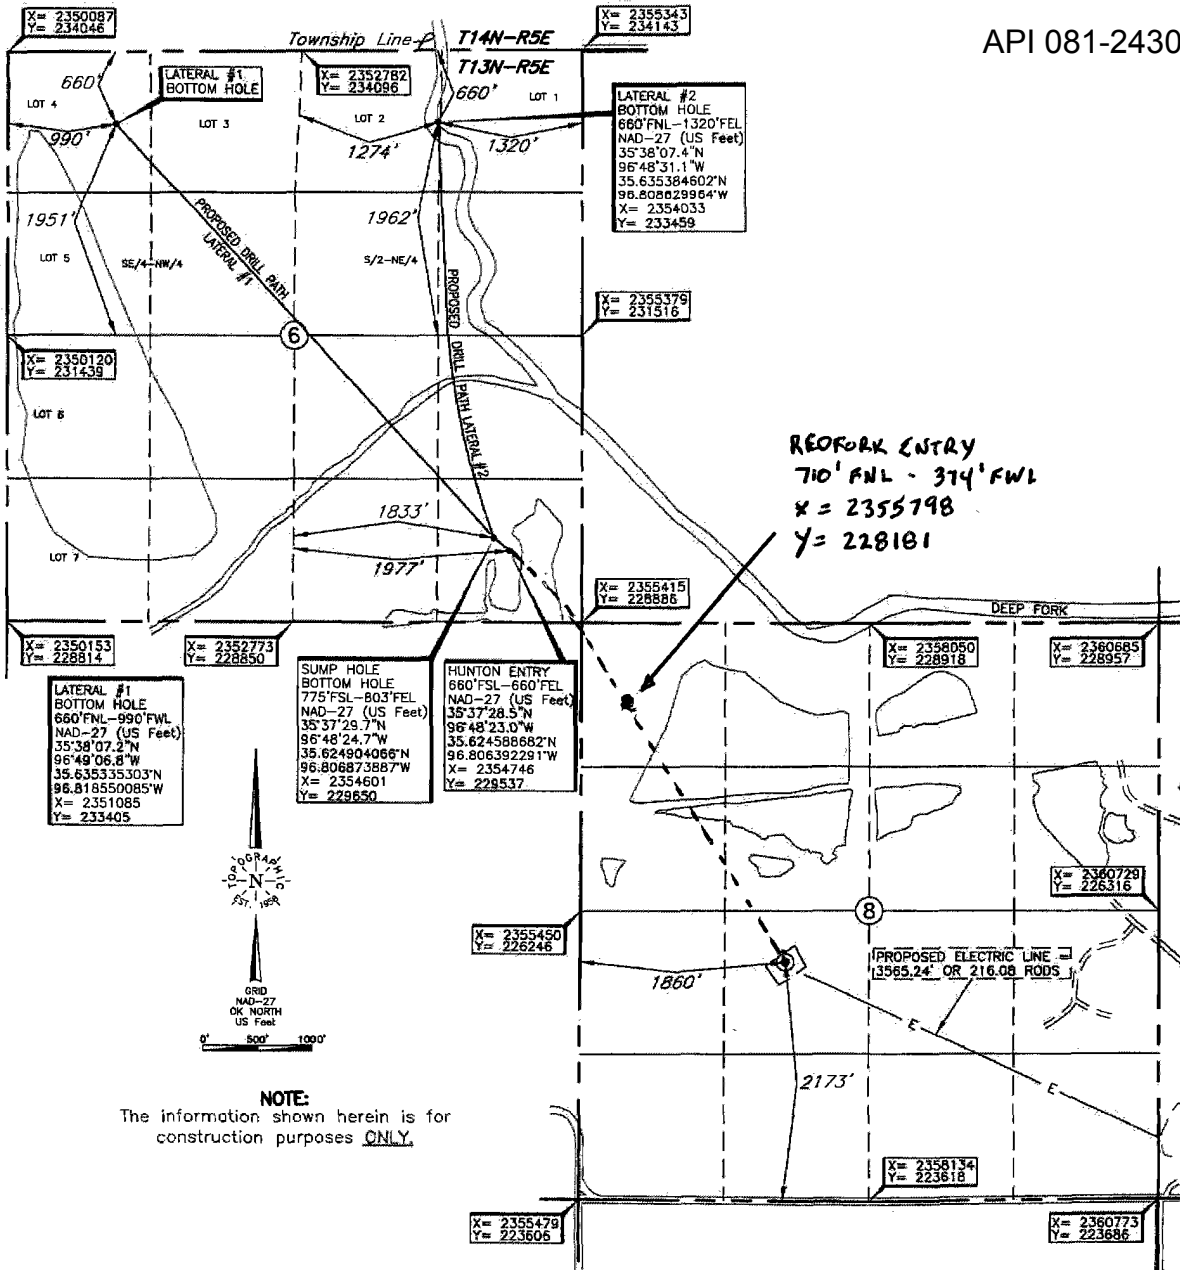 API 081-2430
X= 2350087
Y= 234046
X= 2355343
Y= 234143
Township Line
T14N-R5E
T13N-R5E
X= 2352782
Y= 234096
LATERAL #1
BOTTOM HOLE
660'
660'
LOT 4
LOT 3
LOT 2
LOT 1
990'
1274'
1320'
LATERAL #2
BOTTOM HOLE
660'FNL-1320'FEL
NAD-27 (US Feet)
35°38'07.4"N
96°48'31.1"W
35.635384602°N
96.808629964°W
X= 2354033
Y= 233459
1951'
1962'
LOT 5
SE/4-NW/4
S/2-NE/4
PROPOSED DRILL PATH
LATERAL #1
PROPOSED DRILL PATH LATERAL #2
X= 2355379
Y= 231516
6
X= 2350120
Y= 231439
LOT 6
REDFORK ENTRY
710' FNL - 374' FWL
X = 2355798
Y= 228181
1833'
1977'
LOT 7
X= 2355415
Y= 228886
DEEP FORK
X= 2350153
Y= 228814
X= 2352773
Y= 228850
X= 2358050
Y= 228918
X= 2360685
Y= 228957
LATERAL #1
BOTTOM HOLE
660'FNL-990'FWL
NAD-27 (US Feet)
35°38'07.2"N
96°49'06.8"W
35.635335303°N
96.818550085°W
X= 2351085
Y= 233405
SUMP HOLE
BOTTOM HOLE
775'FSL-803'FEL
NAD-27 (US Feet)
35°37'29.7"N
96°48'24.7"W
35.624904066°N
96.806873887°W
X= 2354601
Y= 229650
HUNTON ENTRY
660'FSL-660'FEL
NAD-27 (US Feet)
35°37'28.5"N
96°48'23.0"W
35.624588682°N
96.806392291°W
X= 2354746
Y= 229537
TOPOGRAPHIC
N
EST. 1958
GRID
NAD-27
OK NORTH
US Feet
0' 500' 1000'
X= 2360729
Y= 226316
8
X= 2355450
Y= 226246
1860'
PROPOSED ELECTRIC LINE =
3565.24' OR 216.08 RODS
E
E
2173'
NOTE:
The information shown herein is for
construction purposes ONLY.
X= 2358134
Y= 223618
X= 2355479
Y= 223606
X= 2360773
Y= 223686